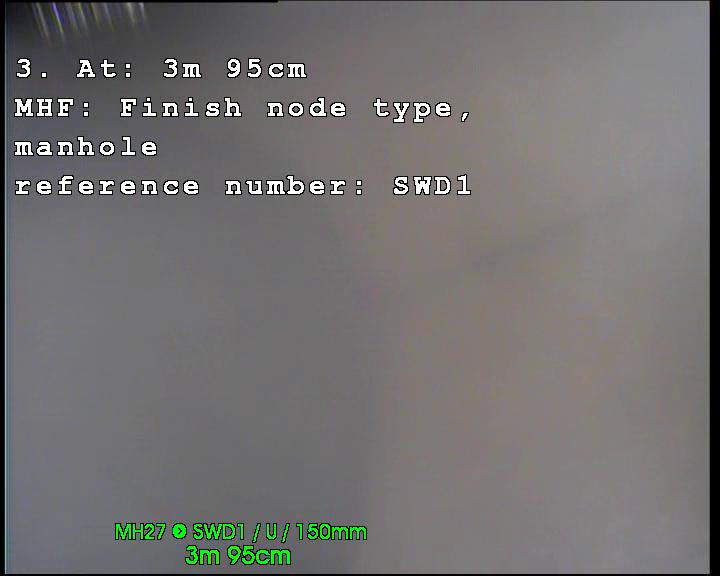 3. At: 3m 95cm
MHF: Finish node type,
manhole
reference number: SWD1
MH27 > SWD1 / U / 150mm
3m 95cm